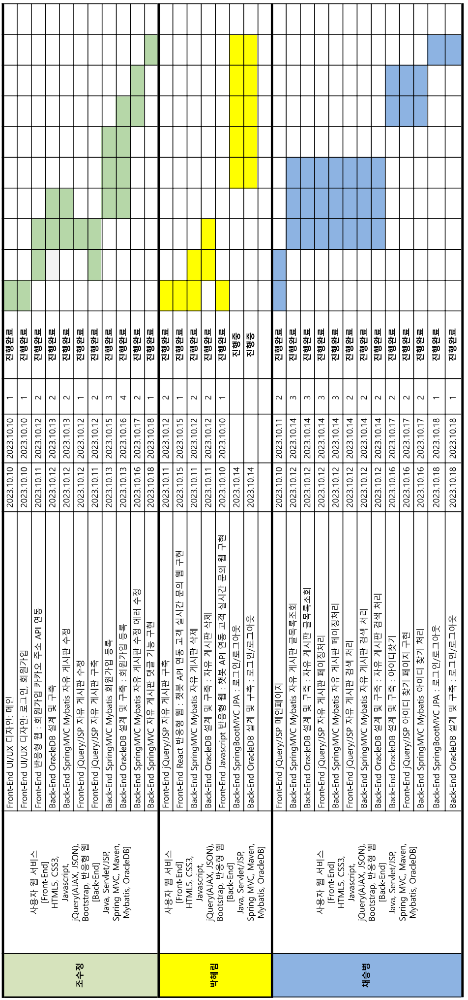 조수정
사용자 웹 서비스
[Front-End]
HTML5, CSS3,
Javascript,
jQuery(AJAX, JSON),
Bootstrap, 반응형 웹
[Back-End]
Java, Servlet/JSP,
Spring MVC, Maven,
Mybatis, OracleDB]
Front-End UI/UX 디자인: 메인 2023.10.10 2023.10.10 1 진행완료
Front-End UI/UX 디자인: 로그인, 회원가입 2023.10.10 2023.10.10 1 진행완료
Front-End 반응형 웹 : 회원가입 카카오 주소 API 연동 2023.10.11 2023.10.12 2 진행완료
Back-End OracleDB 설계 및 구축 2023.10.12 2023.10.13 2 진행완료
Back-End SpringMVC Mybatis 자유 게시판 수정 2023.10.12 2023.10.13 2 진행완료
Front-End jQuery/JSP 자유 게시판 수정 2023.10.12 2023.10.12 1 진행완료
Front-End jQuery/JSP 자유 게시판 구축 2023.10.11 2023.10.12 2 진행완료
Back-End SpringMVC Mybatis 회원가입 등록 2023.10.13 2023.10.15 3 진행완료
Back-End OracleDB 설계 및 구축 : 회원가입 등록 2023.10.13 2023.10.16 4 진행완료
Back-End SpringMVC Mybatis 자유 게시판 수정 에러 수정 2023.10.16 2023.10.17 2 진행완료
Back-End SpringMVC 자유 게시판 댓글 기능 구현 2023.10.18 2023.10.18 1 진행완료
박혜림
사용자 웹 서비스
[Front-End]
HTML5, CSS3,
Javascript,
jQuery(AJAX, JSON),
Bootstrap, 반응형 웹
[Back-End]
Java, Servlet/JSP,
Spring MVC, Maven,
Mybatis, OracleDB]
Front-End jQuery/JSP 자유 게시판 구축 2023.10.11 2023.10.12 2 진행완료
Front-End React 반응형 웹 : 챗봇 API 연동 고객 실시간 문의 웹 구현 2023.10.15 2023.10.15 1 진행완료
Back-End SpringMVC Mybatis 자유 게시판 삭제 2023.10.11 2023.10.12 2 진행완료
Back-End OracleDB 설계 및 구축 : 자유 게시판 삭제 2023.10.11 2023.10.12 2 진행완료
Front-End Javascript 반응형 웹 : 챗봇 API 연동 고객 실시간 문의 웹 구현 2023.10.10 2023.10.10 1 진행완료
Back-End SpringBootMVC JPA : 로그인/로그아웃 2023.10.14 진행중
Back-End OracleDB 설계 및 구축 : 로그인/로그아웃 2023.10.14 진행중
채승병
사용자 웹 서비스
[Front-End]
HTML5, CSS3,
Javascript,
jQuery(AJAX, JSON),
Bootstrap, 반응형 웹
[Back-End]
Java, Servlet/JSP,
Spring MVC, Maven,
Mybatis, OracleDB]
Front-End jQuery/JSP 메인페이지 2023.10.10 2023.10.11 2 진행완료
Back-End SpringMVC Mybatis 자유 게시판 글목록조회 2023.10.12 2023.10.14 3 진행완료
Back-End OracleDB 설계 및 구축 : 자유 게시판 글목록조회 2023.10.12 2023.10.14 3 진행완료
Front-End jQuery/JSP 자유 게시판 페이징처리 2023.10.12 2023.10.14 3 진행완료
Back-End SpringMVC Mybatis 자유 게시판 페이징처리 2023.10.12 2023.10.14 3 진행완료
Front-End jQuery/JSP 자유 게시판 검색 처리 2023.10.12 2023.10.14 2 진행완료
Back-End SpringMVC Mybatis 자유 게시판 검색 처리 2023.10.12 2023.10.14 2 진행완료
Back-End OracleDB 설계 및 구축 : 자유 게시판 검색 처리 2023.10.12 2023.10.14 2 진행완료
Back-End OracleDB 설계 및 구축 : 아이디찾기 2023.10.16 2023.10.17 2 진행완료
Front-End jQuery/JSP 아이디 찾기 페이지 구현 2023.10.16 2023.10.17 2 진행완료
Back-End SpringMVC Mybatis 아이디 찾기 처리 2023.10.16 2023.10.17 2 진행완료
Back-End SpringBootMVC JPA : 로그인/로그아웃 2023.10.18 2023.10.18 1 진행완료
Back-End OracleDB 설계 및 구축 : 로그인/로그아웃 2023.10.18 2023.10.18 1 진행완료